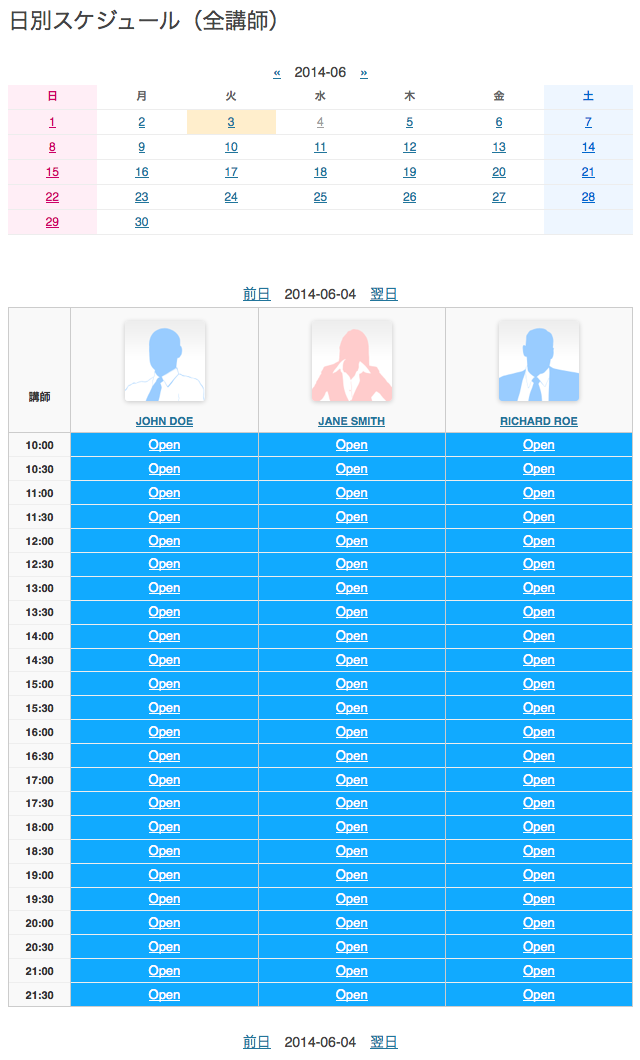 日別スケジュール（全講師）
« 2014-06 »
日 月 火 水 木 金 土
1 2 3 4 5 6 7
8 9 10 11 12 13 14
15 16 17 18 19 20 21
22 23 24 25 26 27 28
29 30
前日 2014-06-04 翌日
講師 JOHN DOE JANE SMITH RICHARD ROE
10:00 Open Open Open
10:30 Open Open Open
11:00 Open Open Open
11:30 Open Open Open
12:00 Open Open Open
12:30 Open Open Open
13:00 Open Open Open
13:30 Open Open Open
14:00 Open Open Open
14:30 Open Open Open
15:00 Open Open Open
15:30 Open Open Open
16:00 Open Open Open
16:30 Open Open Open
17:00 Open Open Open
17:30 Open Open Open
18:00 Open Open Open
18:30 Open Open Open
19:00 Open Open Open
19:30 Open Open Open
20:00 Open Open Open
20:30 Open Open Open
21:00 Open Open Open
21:30 Open Open Open
前日 2014-06-04 翌日